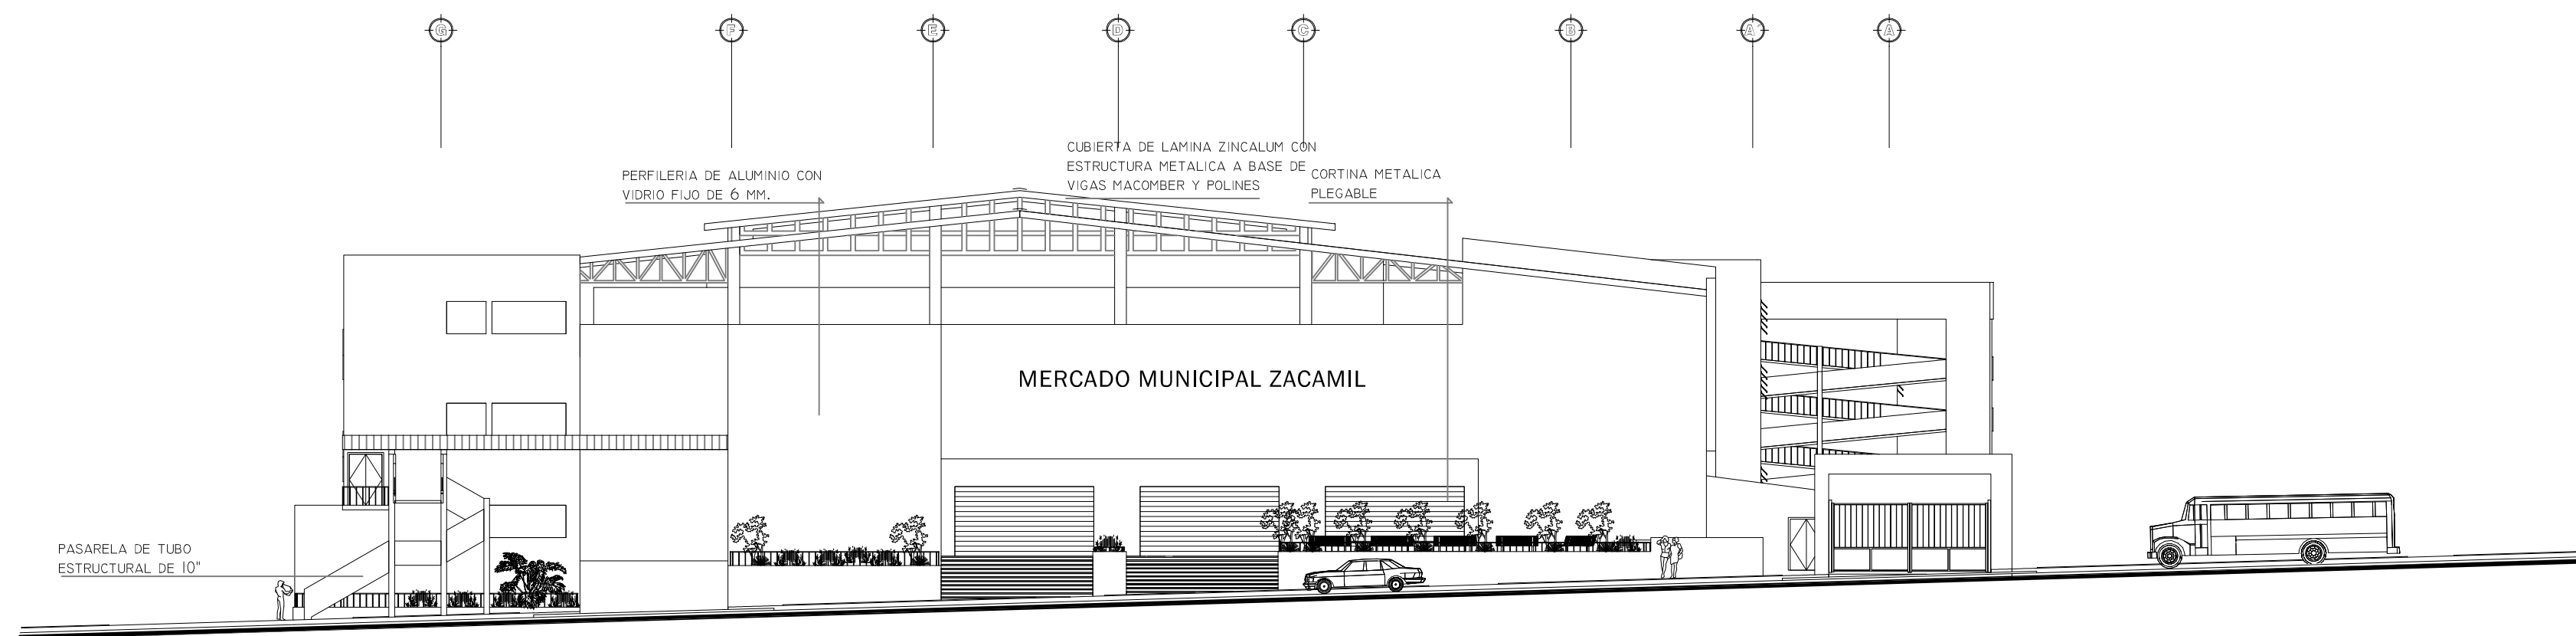 G F E D C B A' A
CUBIERTA DE LAMINA ZINCALUM CON
ESTRUCTURA METALICA A BASE DE
VIGAS MACOMBER Y POLINES
PERFILERIA DE ALUMINIO CON
VIDRIO FIJO DE 6 MM.
CORTINA METALICA
PLEGABLE
MERCADO MUNICIPAL ZACAMIL
PASARELA DE TUBO
ESTRUCTURAL DE 10"